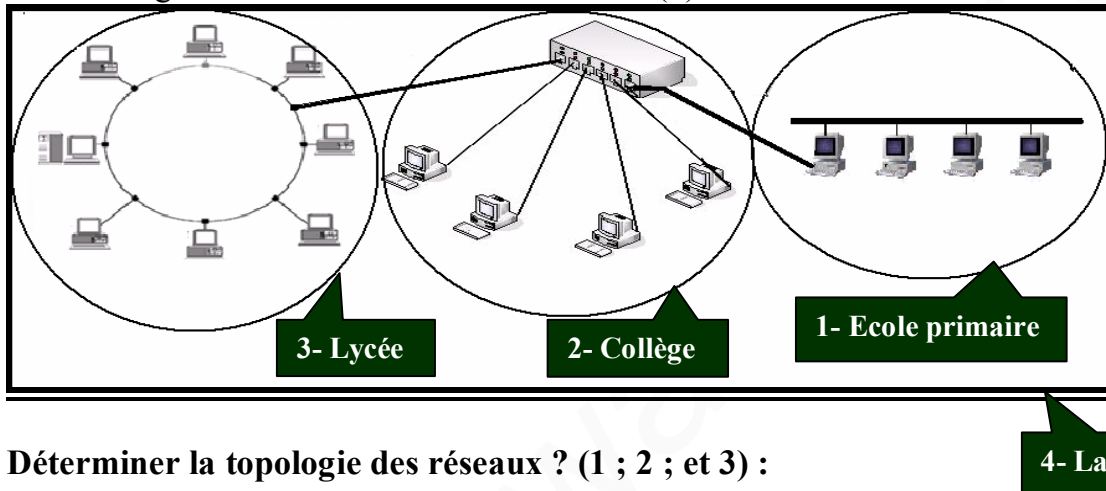 3- Lycée
2- Collège
1- Ecole primaire
Déterminer la topologie des réseaux ? (1 ; 2 ; et 3) :
4- La